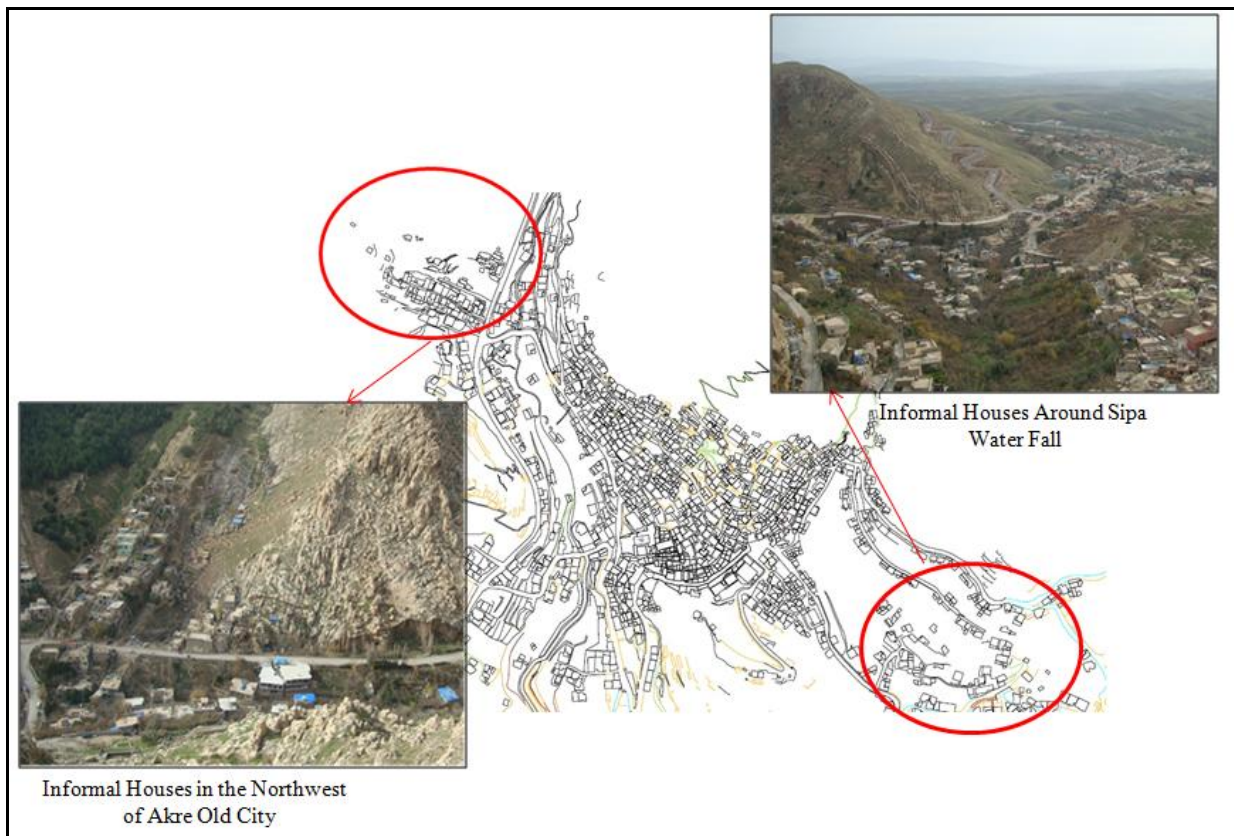 Informal Houses Around Sipa
Water Fall
Informal Houses in the Northwest
of Akre Old City